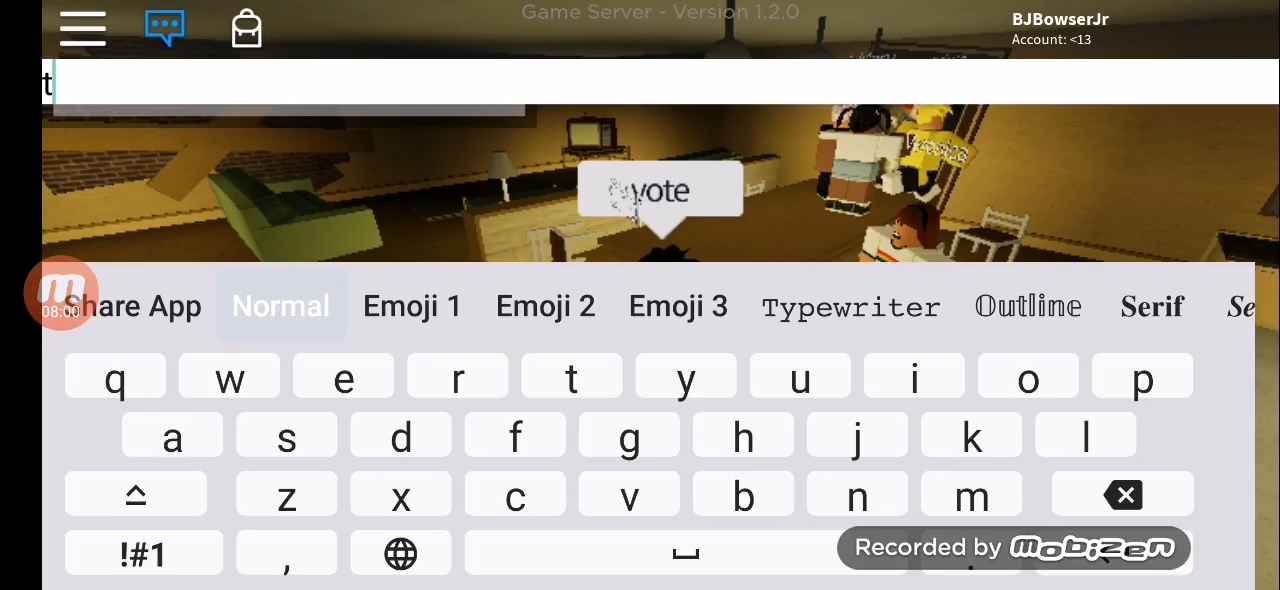 Game Server - Version 1.2.0
BJBowserJr
Account: <13
t
vote
Share App Normal Emoji 1 Emoji 2 Emoji 3 Typewriter Outline Serif Se
08:00
q w e r t y u i o p
a s d f g h j k l
z x c v b n m
!#1 , .
Recorded by mobizen